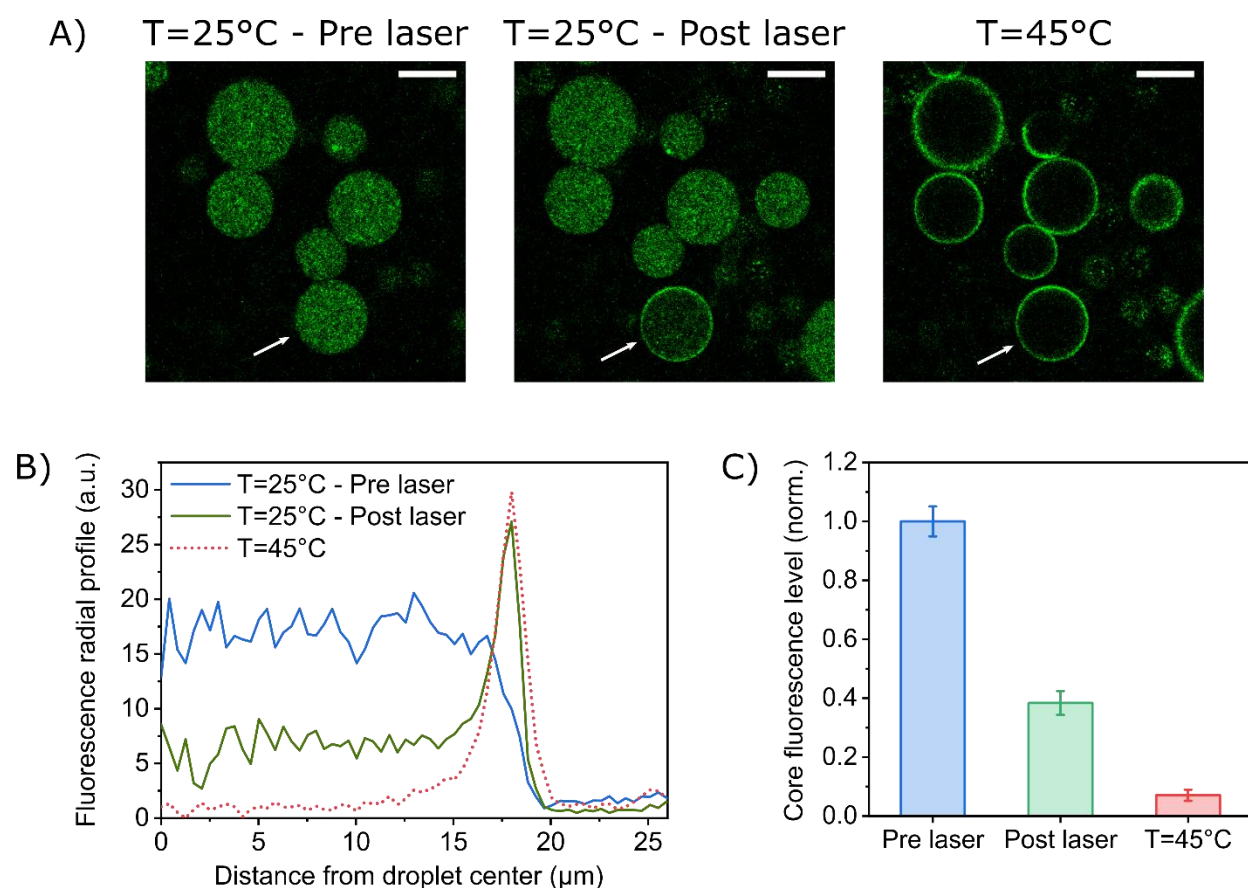 A) T=25°C - Pre laser T=25°C - Post laser T=45°C
B)
T=25°C - Pre laser
T=25°C - Post laser
T=45°C
Fluorescence radial profile (a.u.)
30
25
20
15
10
5
0
0 5 10 15 20 25
Distance from droplet center (µm)
C)
Core fluorescence level (norm.)
1.2
1.0
0.8
0.6
0.4
0.2
0.0
Pre laser Post laser T=45°C